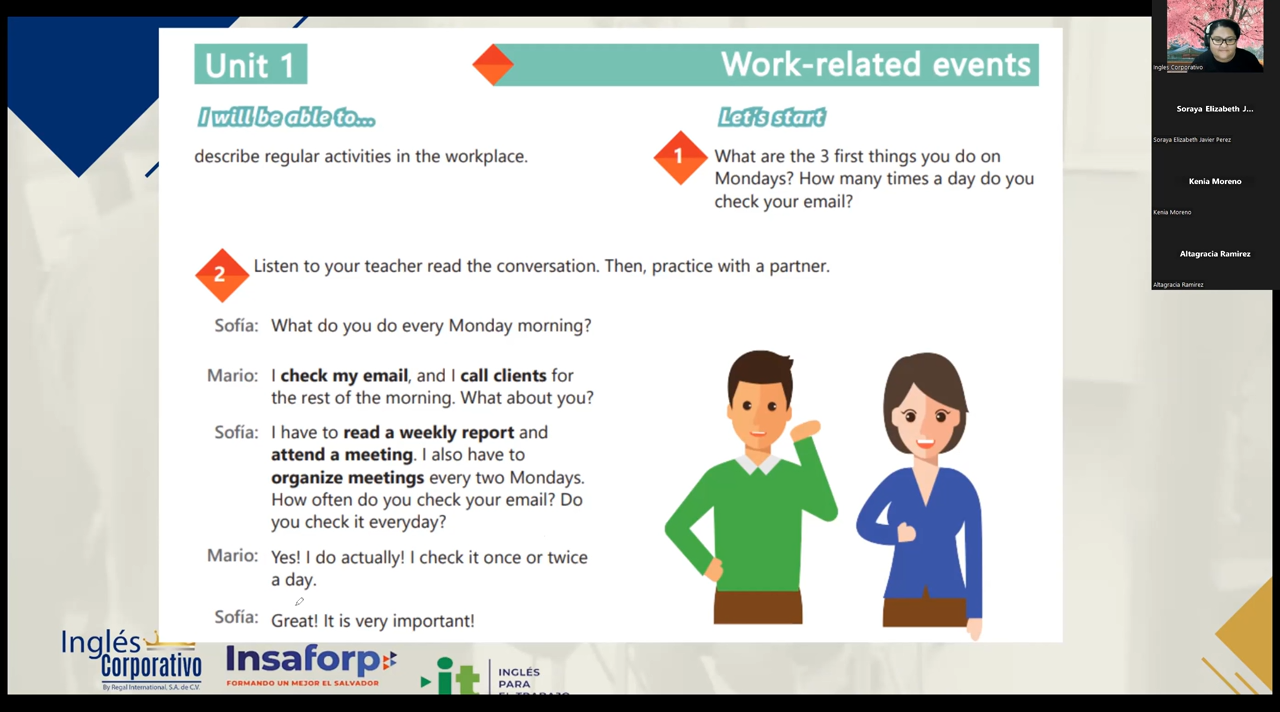 Unit 1
Work-related events
I will be able to...
describe regular activities in the workplace.
Let's start
1
What are the 3 first things you do on
Mondays? How many times a day do you
check your email?
2
Listen to your teacher read the conversation. Then, practice with a partner.
Sofía: What do you do every Monday morning?
Mario: I check my email, and I call clients for
the rest of the morning. What about you?
Sofía: I have to read a weekly report and
attend a meeting. I also have to
organize meetings every two Mondays.
How often do you check your email? Do
you check it everyday?
Mario: Yes! I do actually! I check it once or twice
a day.
Sofía: Great! It is very important!
Inglés
Corporativo
By Regal International, S.A. de C.V.
Insaforp
FORMANDO UN MEJOR EL SALVADOR
it
INGLÉS
PARA
EL TRABAJO
Inglés Corporativo
Soraya Elizabeth J...
Soraya Elizabeth Javier Perez
Kenia Moreno
Kenia Moreno
Altagracia Ramirez
Altagracia Ramirez